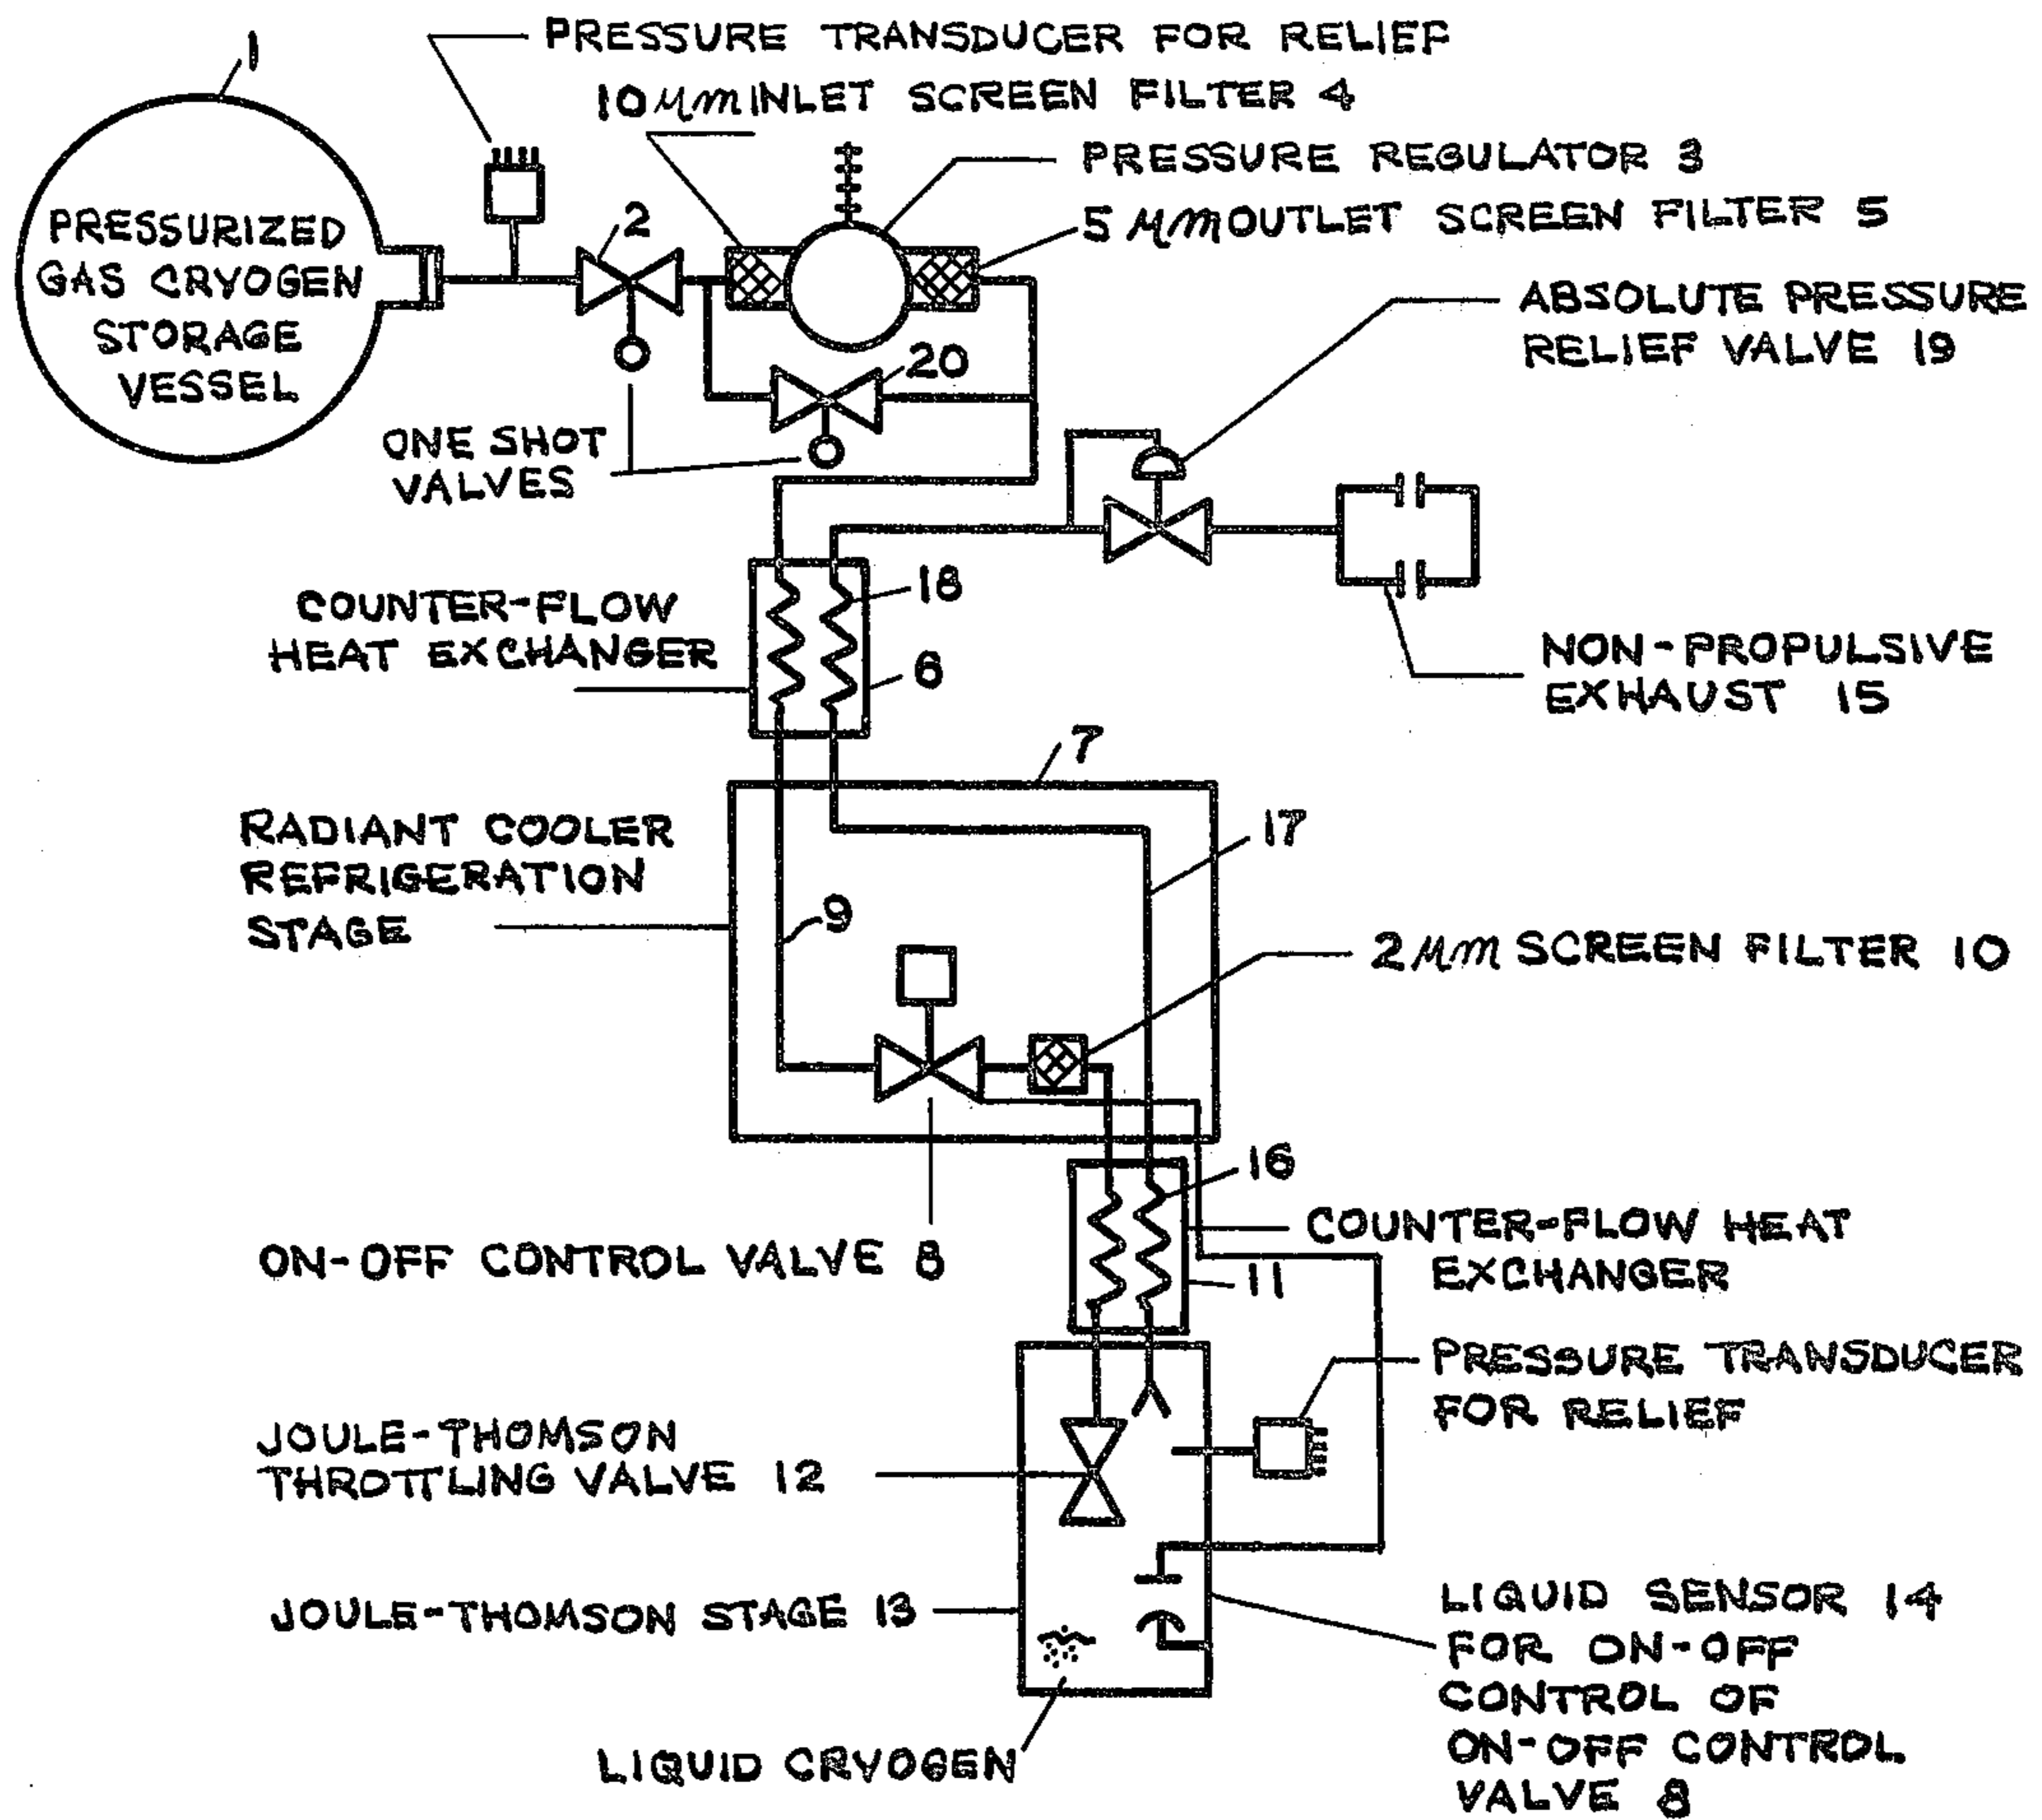 1
PRESSURE TRANSDUCER FOR RELIEF
10 μm INLET SCREEN FILTER 4
PRESSURE REGULATOR 3
5 μm OUTLET SCREEN FILTER 5
PRESSURIZED
GAS CRYOGEN
STORAGE
VESSEL
2
ABSOLUTE PRESSURE
RELIEF VALVE 19
20
ONE SHOT
VALVES
COUNTER-FLOW
HEAT EXCHANGER
18
6
NON-PROPULSIVE
EXHAUST 15
7
RADIANT COOLER
REFRIGERATION
STAGE
17
9
2 μm SCREEN FILTER 10
16
ON-OFF CONTROL VALVE 8
COUNTER-FLOW HEAT
EXCHANGER
11
PRESSURE TRANSDUCER
FOR RELIEF
JOULE-THOMSON
THROTTLING VALVE 12
JOULE-THOMSON STAGE 13
LIQUID SENSOR 14
FOR ON-OFF
CONTROL OF
ON-OFF CONTROL
VALVE 8
LIQUID CRYOGEN